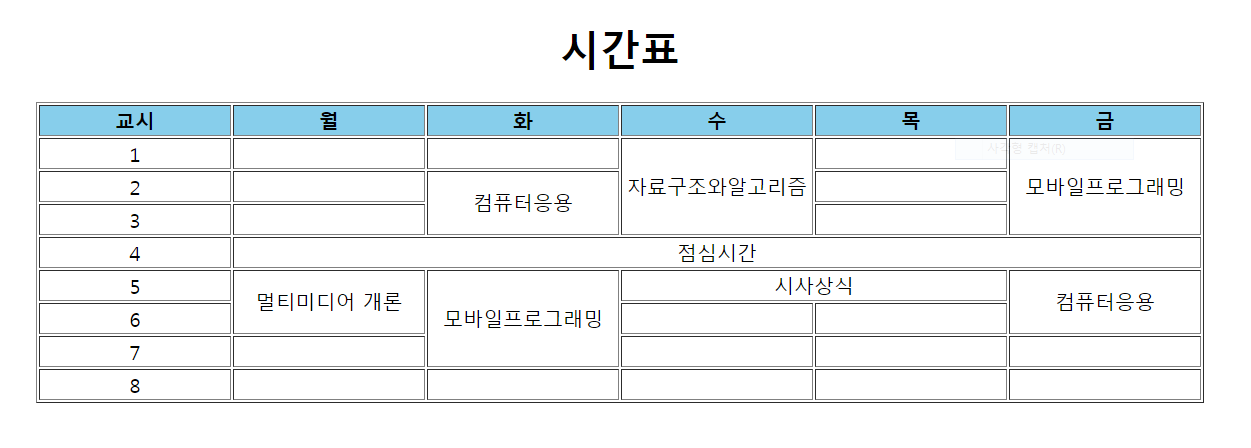 시간표
교시 월 화 수 목 금
1 자료구조와알고리즘 모바일프로그래밍
사각형 캡처(R)
2 컴퓨터응용
3
4 점심시간
5 멀티미디어 개론 모바일프로그래밍 시사상식 컴퓨터응용
6
7
8